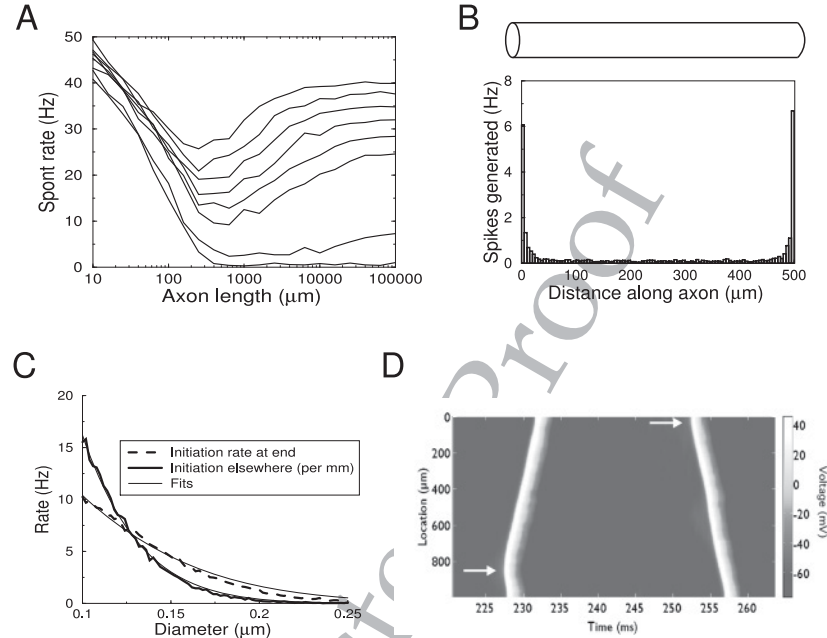 A
50
40
30
20
10
0
Spont rate (Hz)
10
100
1000
10000
100000
Axon length (μm)
B
8
6
4
2
0
Spikes generated (Hz)
0
100
200
300
400
500
Distance along axon (μm)
C
20
15
10
5
0
Rate (Hz)
Initiation rate at end
Initiation elsewhere (per mm)
Fits
0.1
0.15
0.2
0.25
Diameter (μm)
D
0
200
400
600
800
Location (μm)
225
230
235
240
245
250
255
260
Time (ms)
40
20
0
-20
-40
-60
Voltage (mV)
Proof